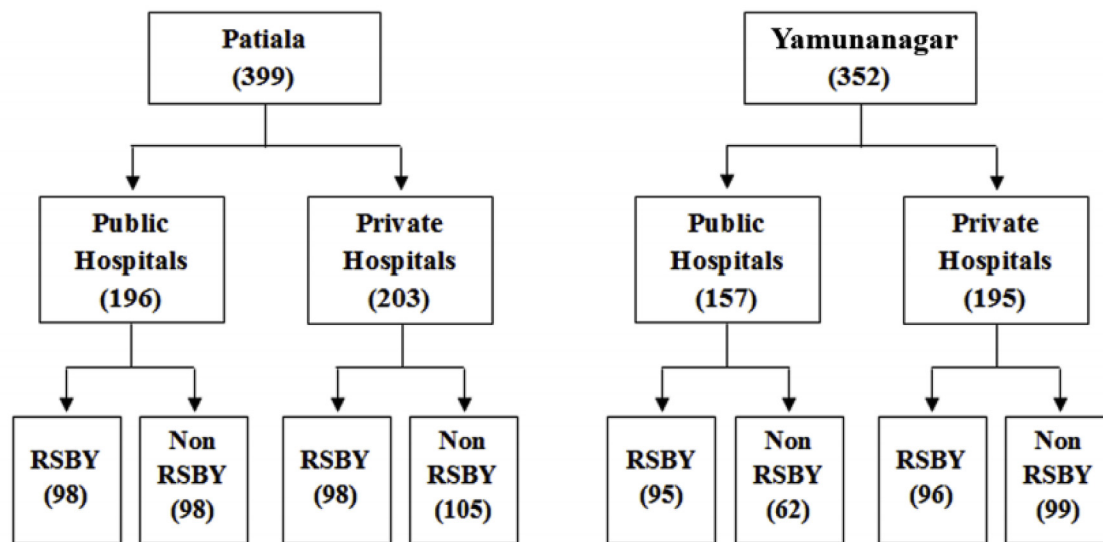 Patiala
(399)
Yamunanagar
(352)
Public
Hospitals
(196)
Private
Hospitals
(203)
Public
Hospitals
(157)
Private
Hospitals
(195)
RSBY
(98)
Non
RSBY
(98)
RSBY
(98)
Non
RSBY
(105)
RSBY
(95)
Non
RSBY
(62)
RSBY
(96)
Non
RSBY
(99)